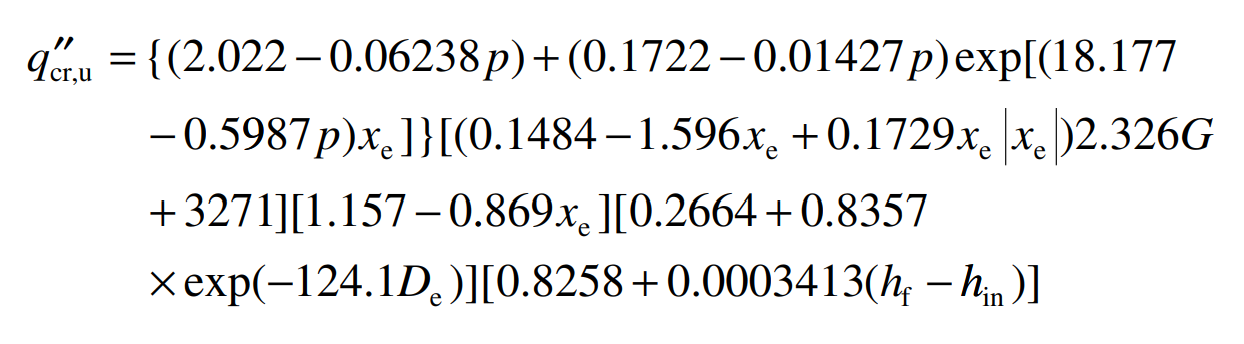 q″cr,u = {(2.022 − 0.06238p) + (0.1722 − 0.01427p) exp[(18.177
− 0.5987p)xe]}[(0.1484 − 1.596xe + 0.1729xe|xe|)2.326G
+ 3271][1.157 − 0.869xe][0.2664 + 0.8357
× exp(−124.1De)][0.8258 + 0.0003413(hf − hin)]